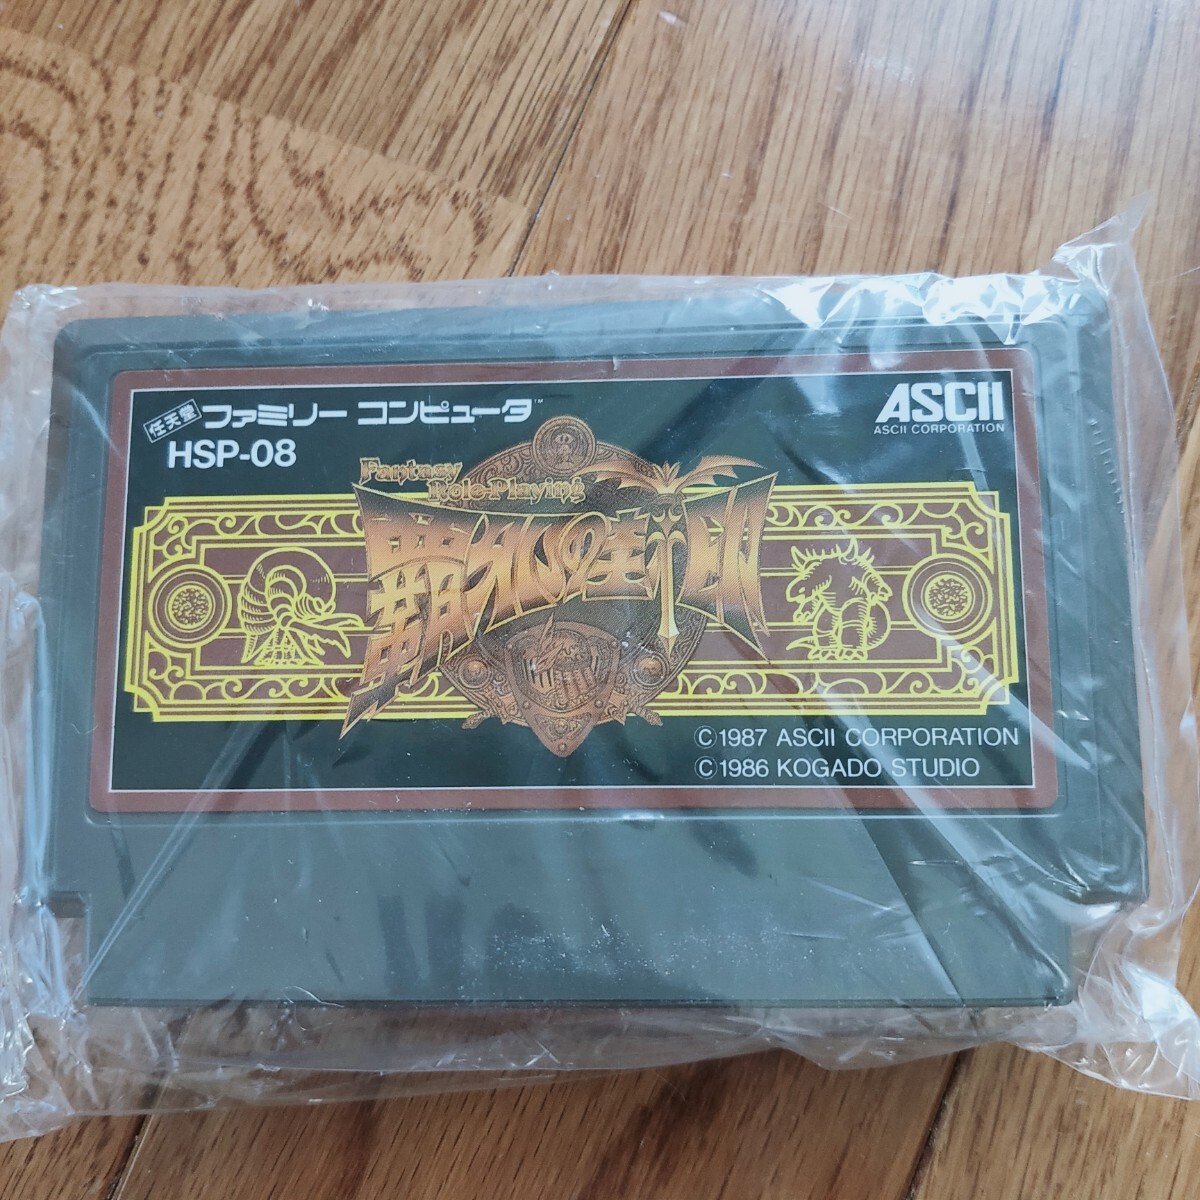 任天堂 ファミリー コンピュータ™
HSP-08
ASCII
ASCII CORPORATION
Fantasy
Role-Playing
覇邪の封印
©1987 ASCII CORPORATION
©1986 KOGADO STUDIO